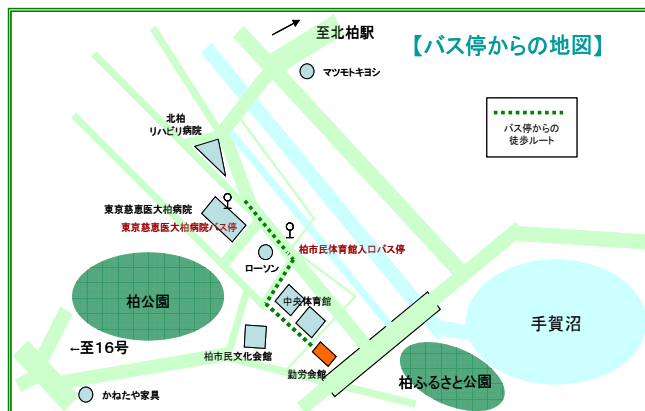 至北柏駅
【バス停からの地図】
マツモトキヨシ
バス停からの
徒歩ルート
北柏
リハビリ病院
東京慈恵医大柏病院
東京慈恵医大柏病院バス停
柏市民体育館入口バス停
ローソン
柏公園
中央体育館
手賀沼
←至16号
柏市民文化会館
勤労会館
柏ふるさと公園
かねたや家具